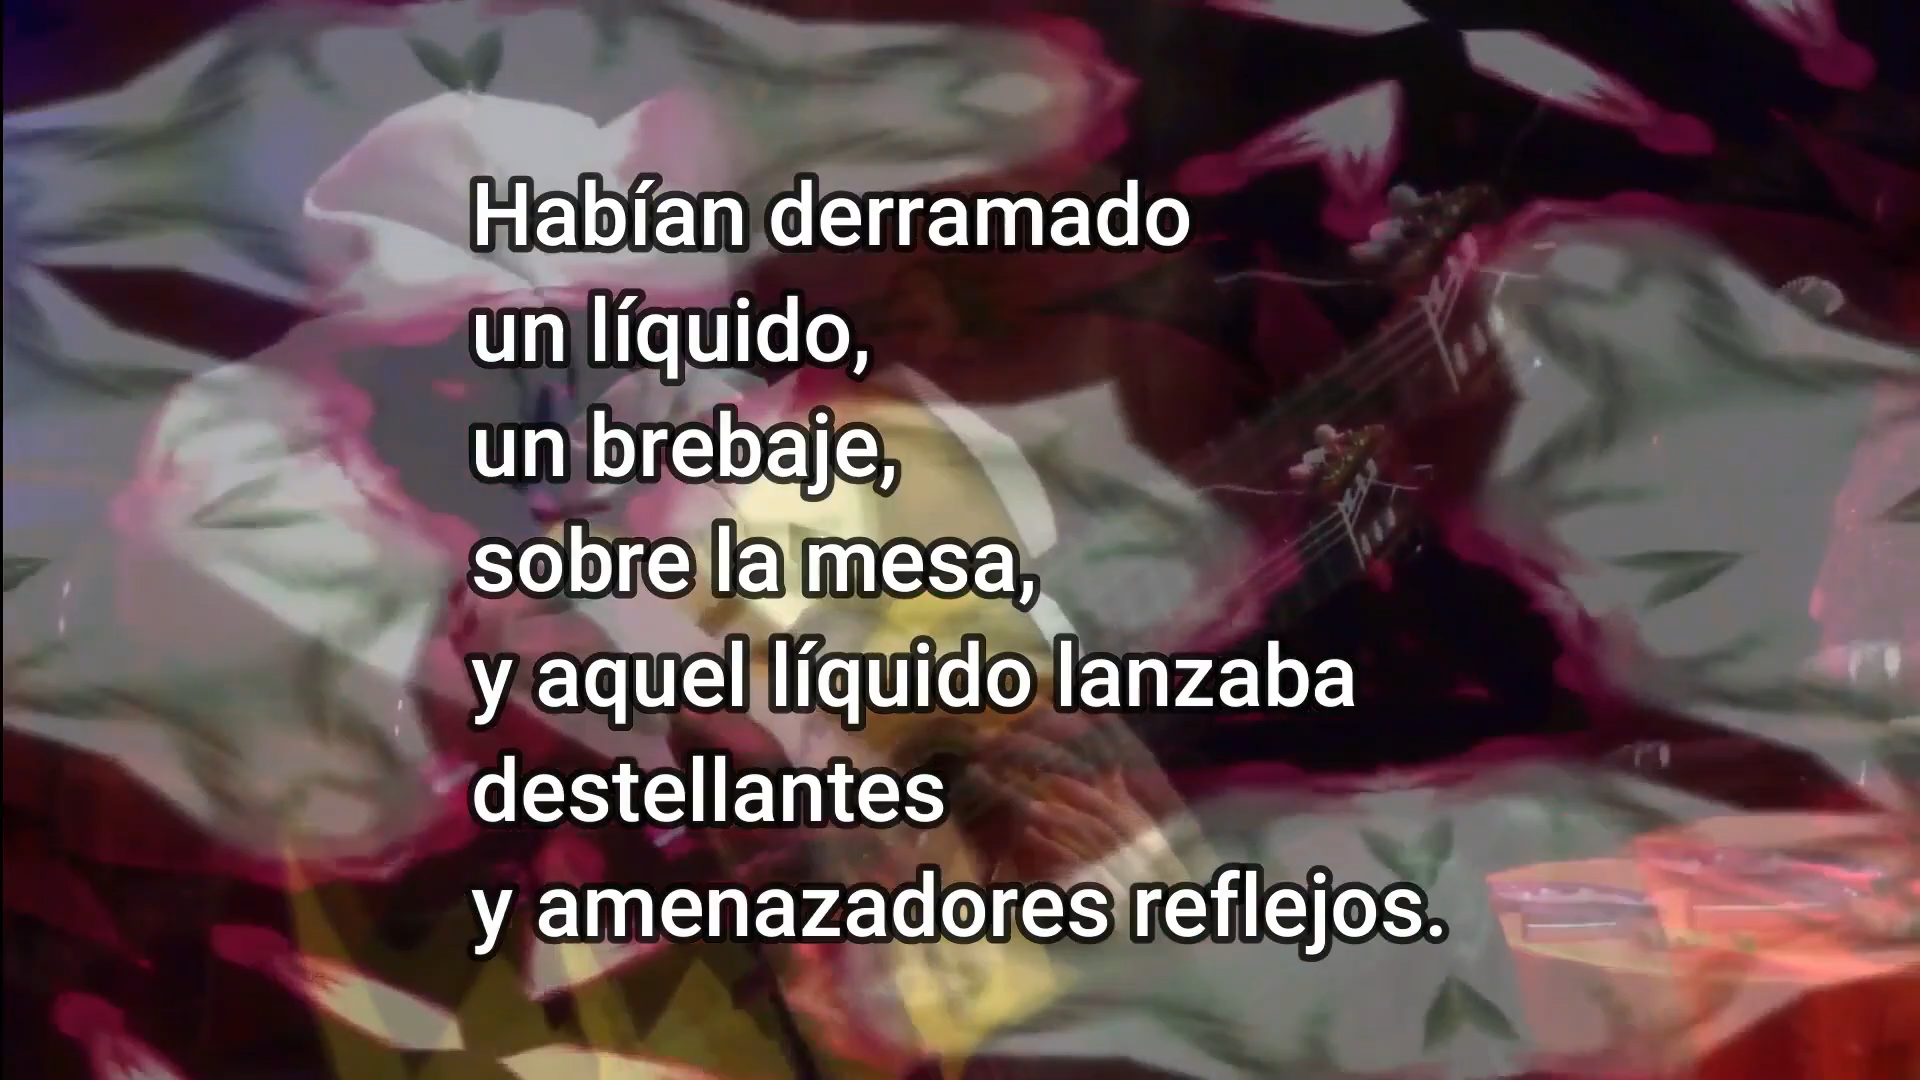 Habían derramado
un líquido,
un brebaje,
sobre la mesa,
y aquel líquido lanzaba
destellantes
y amenazadores reflejos.